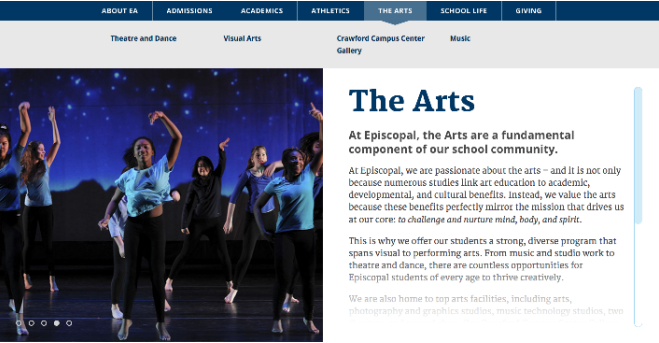 ABOUT EA ADMISSIONS ACADEMICS ATHLETICS THE ARTS SCHOOL LIFE GIVING
Theatre and Dance Visual Arts Crawford Campus Center Music
Gallery
The Arts
At Episcopal, the Arts are a fundamental
component of our school community.
At Episcopal, we are passionate about the arts – and it is not only
because numerous studies link art education to academic,
developmental, and cultural benefits. Instead, we value the arts
because these benefits perfectly mirror the mission that drives us
at our core: to challenge and nurture mind, body, and spirit.
This is why we offer our students a strong, diverse program that
spans visual to performing arts. From music and studio work to
theatre and dance, there are countless opportunities for
Episcopal students of every age to thrive creatively.
We are also home to top arts facilities, including arts,
photography and graphics studios, music technology studios, two